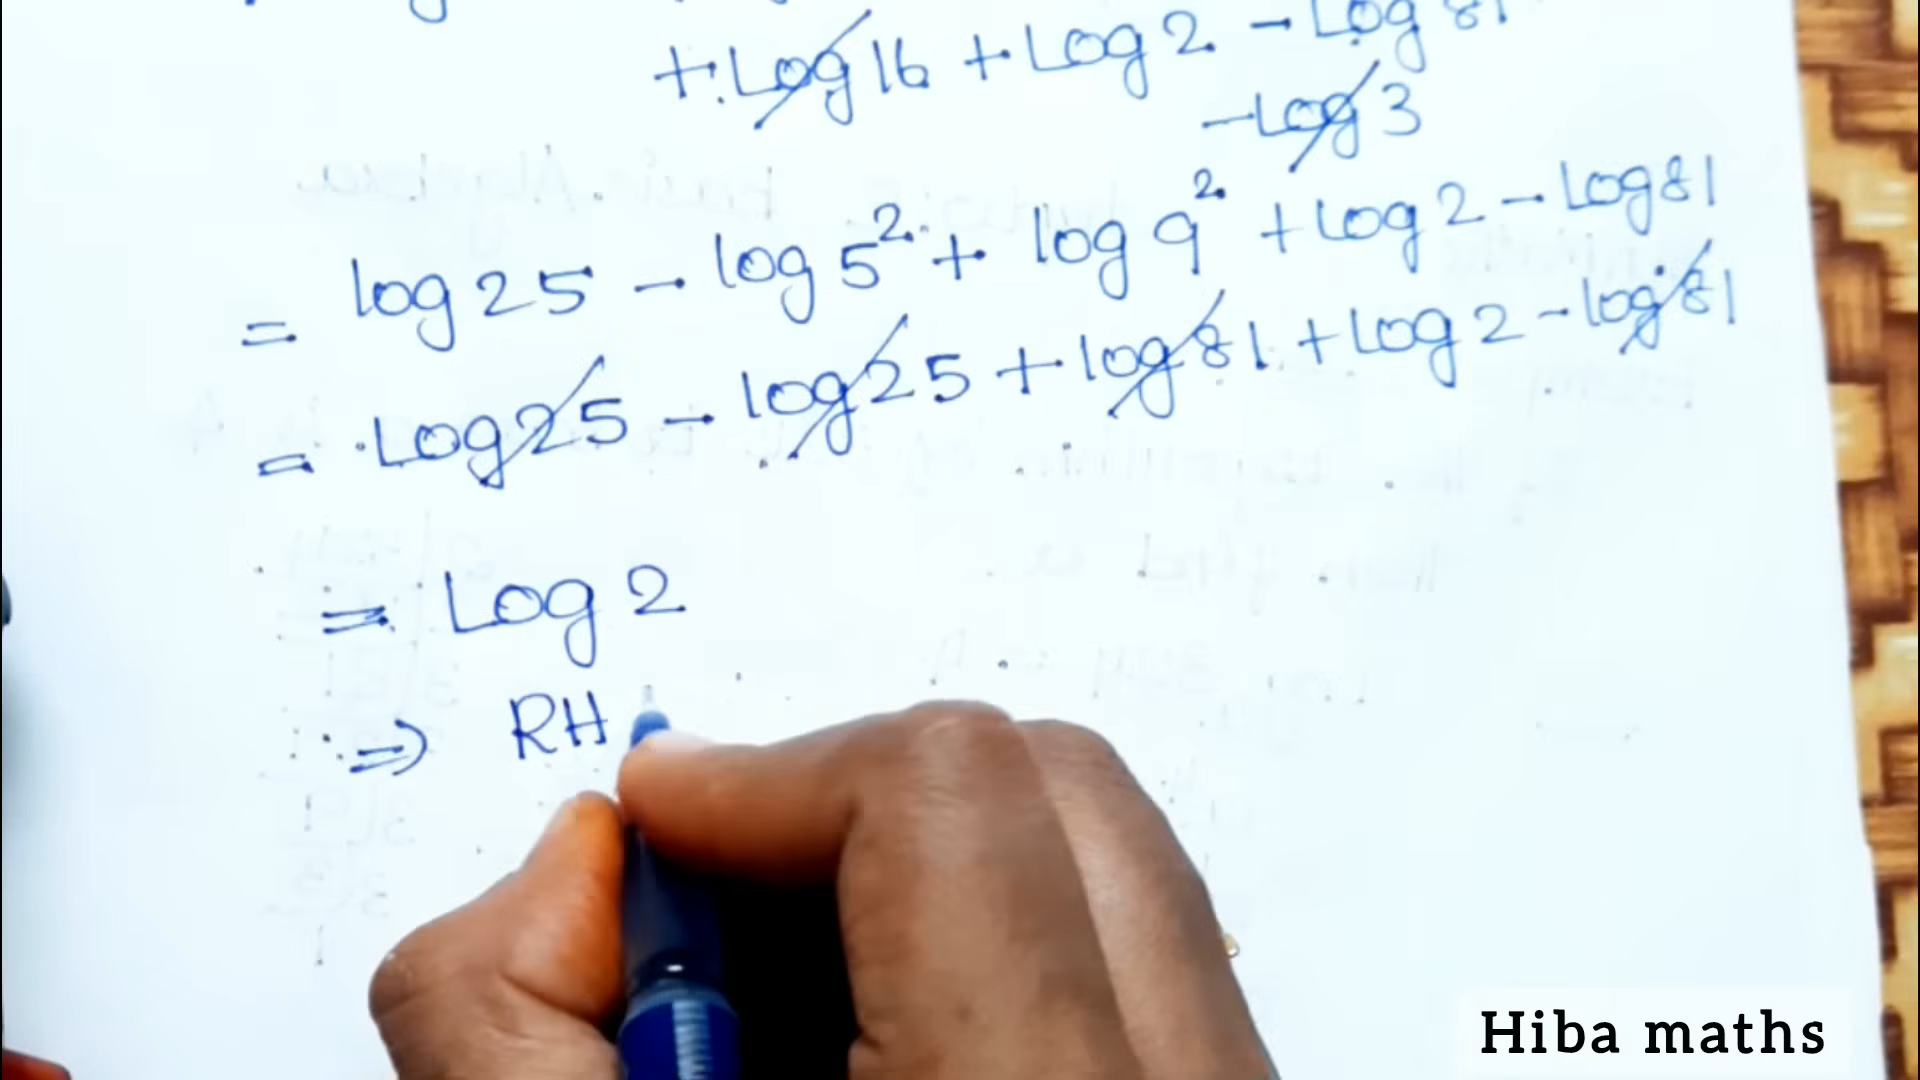 + Log 16 + Log 2 - Log 81
- Log 3
= log 25 - log 5² + log 9² + log 2 - log 81
= Log 25 - log 25 + log 81 + log 2 - log 81
= Log 2
⇒ RH
Hiba maths